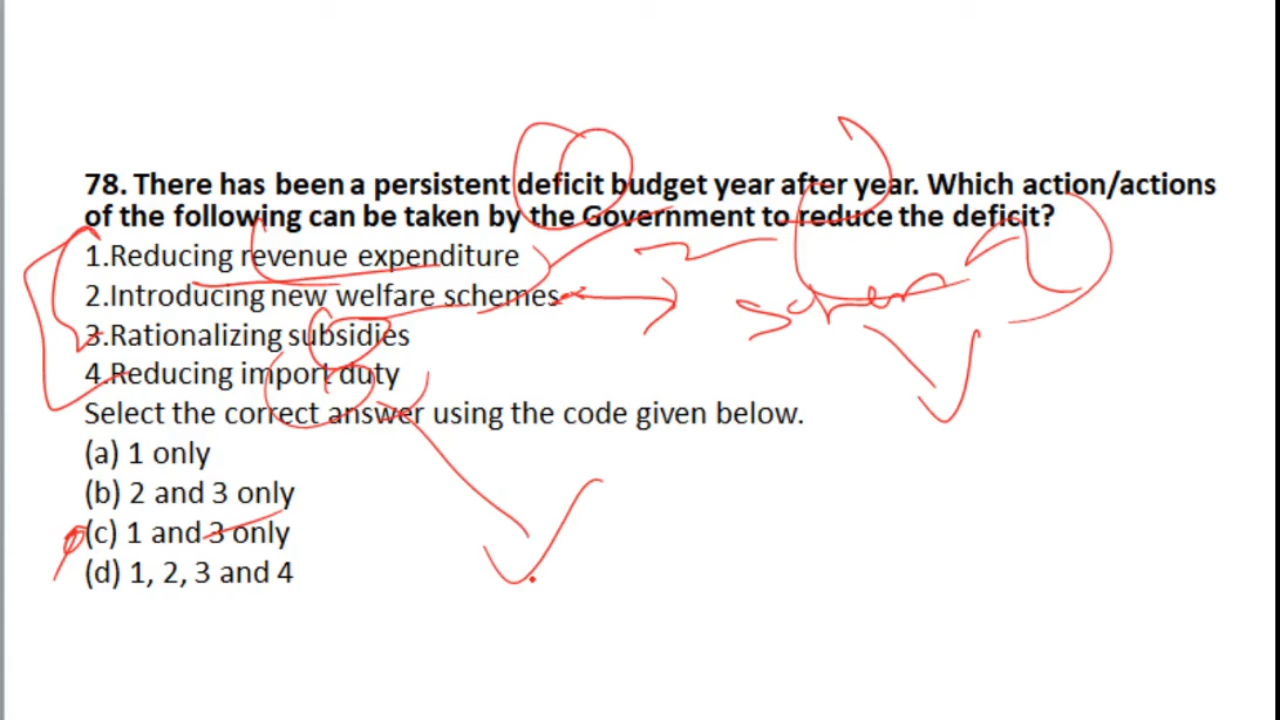 78. There has been a persistent deficit budget year after year. Which action/actions
of the following can be taken by the Government to reduce the deficit?
1.Reducing revenue expenditure
2.Introducing new welfare schemes
3.Rationalizing subsidies
4.Reducing import duty
Select the correct answer using the code given below.
(a) 1 only
(b) 2 and 3 only
(c) 1 and 3 only
(d) 1, 2, 3 and 4